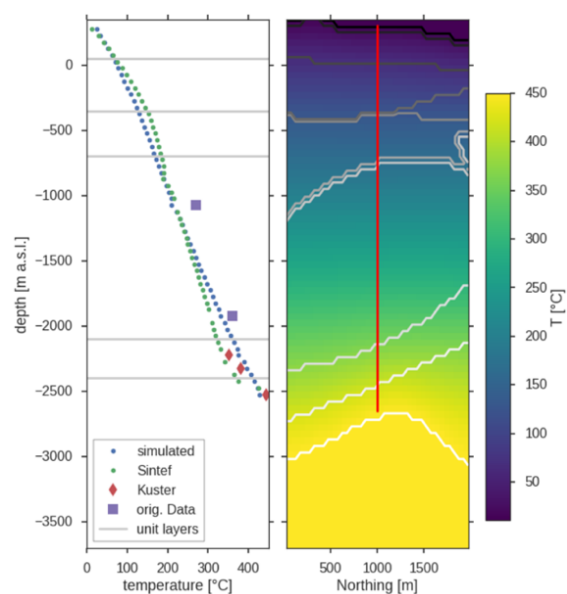 0
−500
−1000
−1500
−2000
−2500
−3000
−3500
depth [m a.s.l.]
simulated
Sintef
Kuster
orig. Data
unit layers
0 100 200 300 400
temperature [°C]
500 1000 1500
Northing [m]
450
400
350
300
250
200
150
100
50
T [°C]